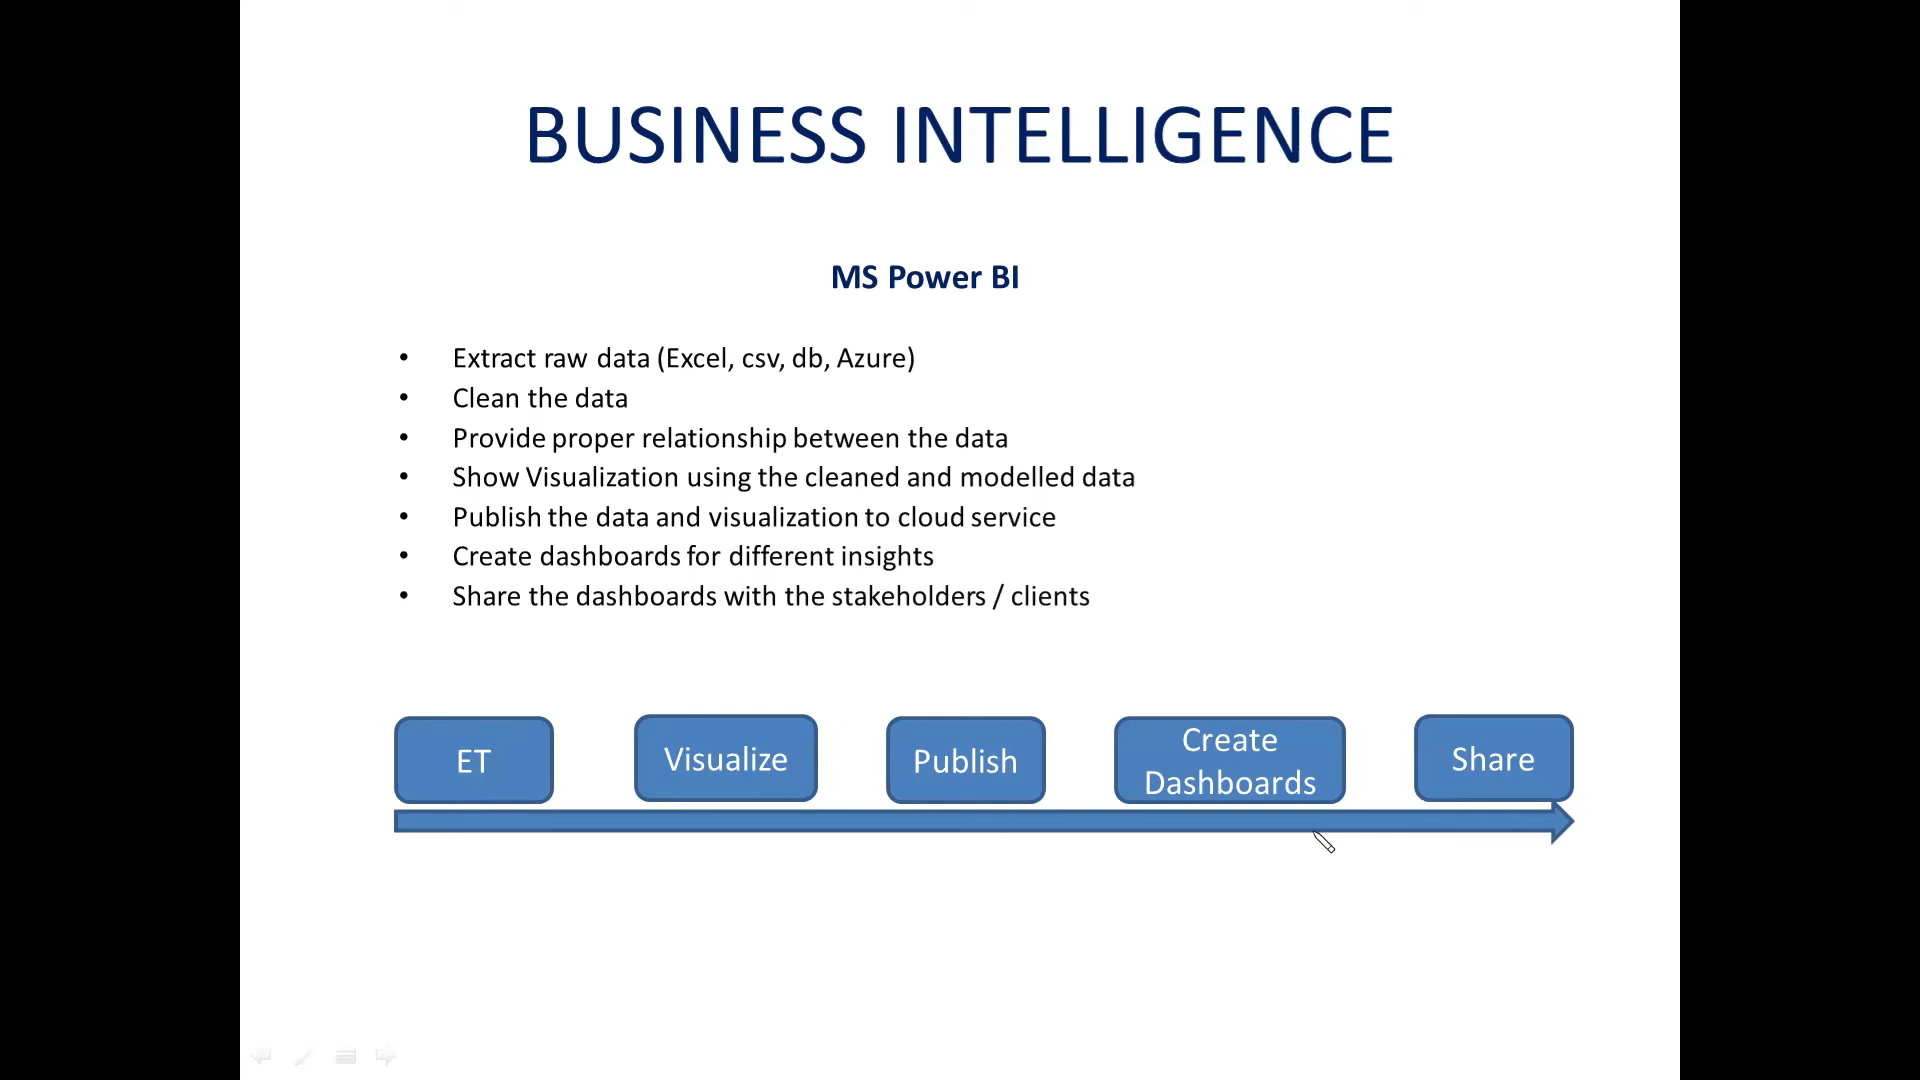 BUSINESS INTELLIGENCE
MS Power BI
• Extract raw data (Excel, csv, db, Azure)
• Clean the data
• Provide proper relationship between the data
• Show Visualization using the cleaned and modelled data
• Publish the data and visualization to cloud service
• Create dashboards for different insights
• Share the dashboards with the stakeholders / clients
ET
Visualize
Publish
Create
Dashboards
Share